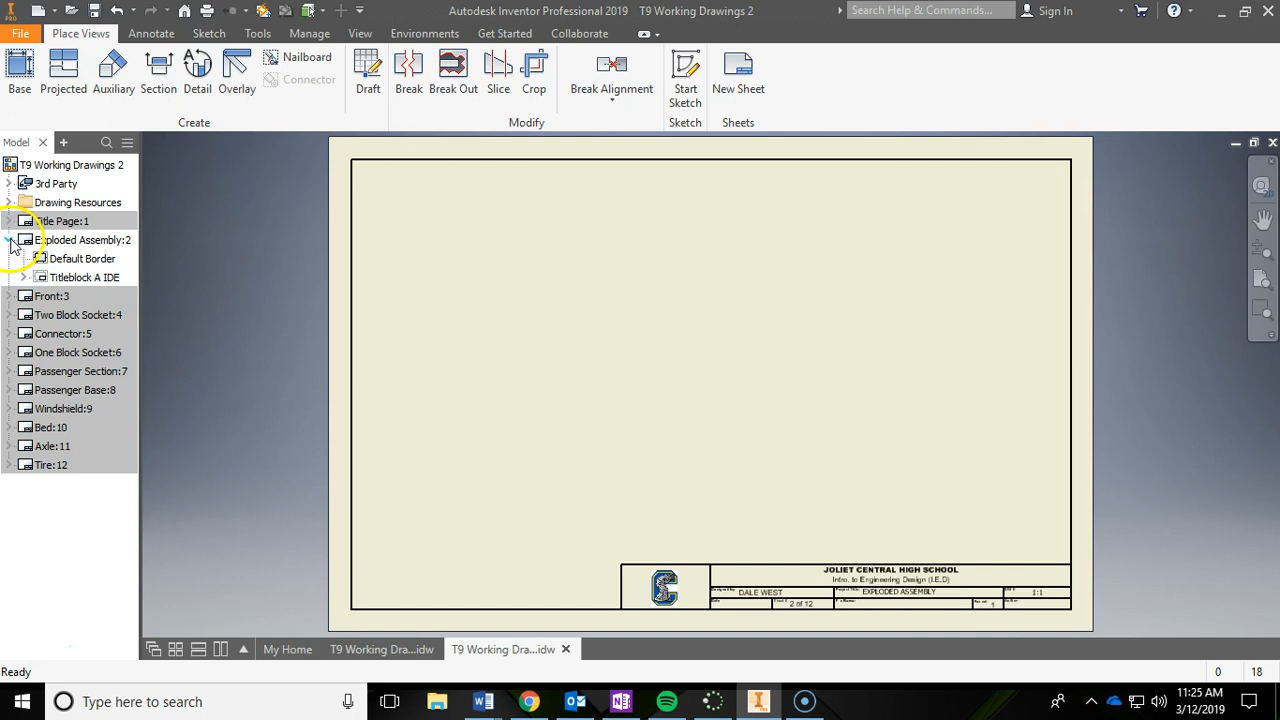 Autodesk Inventor Professional 2019 T9 Working Drawings 2
Search Help & Commands...
Sign In
PRO
File
Place Views
Annotate
Sketch
Tools
Manage
View
Environments
Get Started
Collaborate
Base
Projected
Auxiliary
Section
Detail
Overlay
Nailboard
Connector
Draft
Break
Break Out
Slice
Crop
Break Alignment
Start
Sketch
New Sheet
Create
Modify
Sketch
Sheets
Model
T9 Working Drawings 2
3rd Party
Drawing Resources
Title Page:1
Exploded Assembly:2
Default Border
Titleblock A IDE
Front:3
Two Block Socket:4
Connector:5
One Block Socket:6
Passenger Section:7
Passenger Base:8
Windshield:9
Bed:10
Axle:11
Tire:12
JOLIET CENTRAL HIGH SCHOOL
Intro. to Engineering Design (I.E.D)
DALE WEST
EXPLODED ASSEMBLY
1:1
2 of 12
1
My Home
T9 Working Dra...idw
T9 Working Dra...idw
Ready
0
18
Type here to search
11:25 AM
3/12/2019